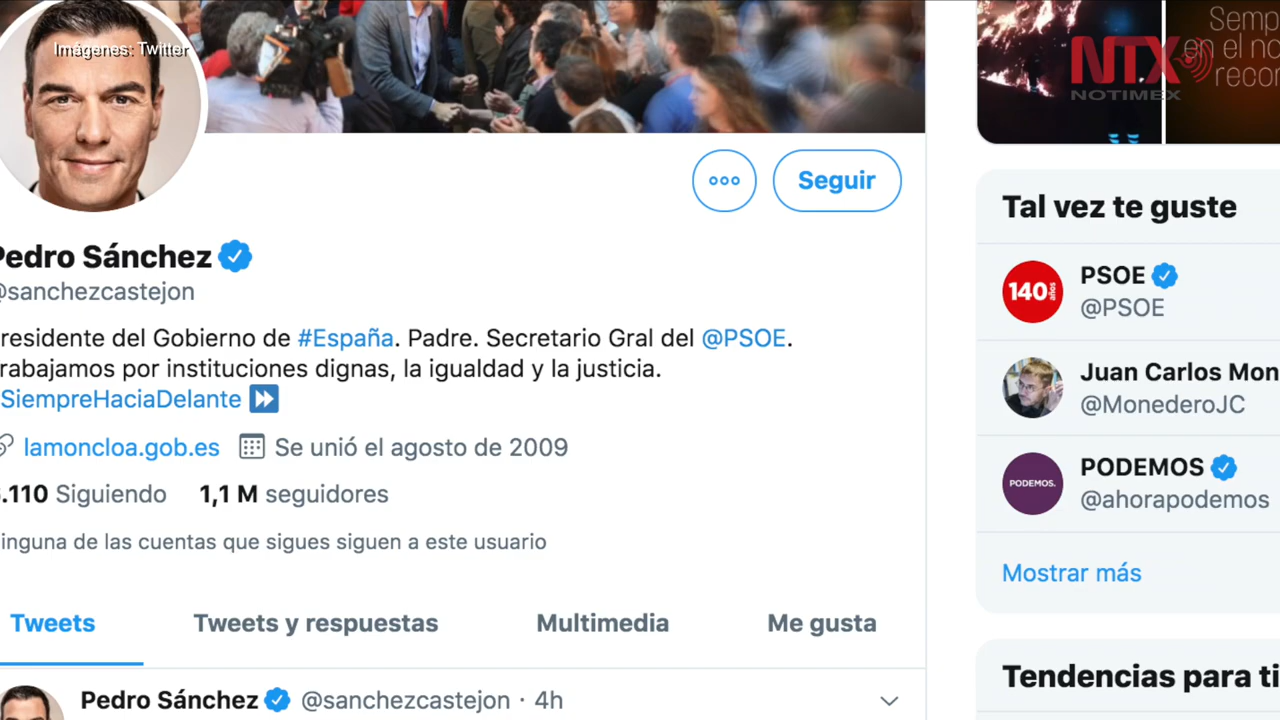 Imágenes: Twitter
Semp
en el no
recor
NTX
NOTIMEX
Seguir
Pedro Sánchez
@sanchezcastejon
residente del Gobierno de #España. Padre. Secretario Gral del @PSOE.
rabajamos por instituciones dignas, la igualdad y la justicia.
SiempreHaciaDelante
lamoncloa.gob.es Se unió el agosto de 2009
.110 Siguiendo 1,1 M seguidores
inguna de las cuentas que sigues siguen a este usuario
Tweets Tweets y respuestas Multimedia Me gusta
Pedro Sánchez @sanchezcastejon · 4h
Tal vez te guste
140 años
PSOE
@PSOE
Juan Carlos Mon
@MonederoJC
PODEMOS.
PODEMOS
@ahorapodemos
Mostrar más
Tendencias para ti